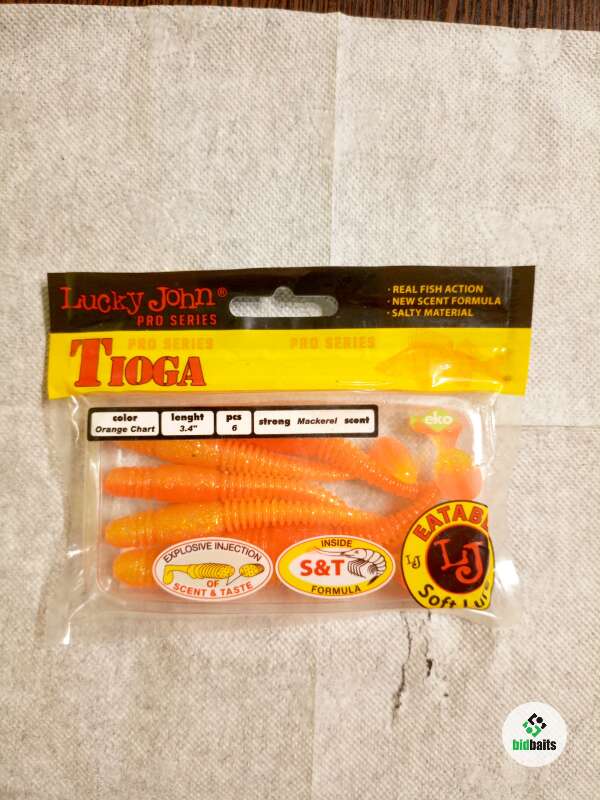 Lucky John®
PRO SERIES
· REAL FISH ACTION
· NEW SCENT FORMULA
· SALTY MATERIAL
PRO SERIES
PRO SERIES
TIOGA
color
Orange Chart
lenght
3.4"
pcs
6
strong Mackerel scent
eko
EXPLOSIVE INJECTION
OF
SCENT & TASTE
INSIDE
S&T
FORMULA
EATABL
LJ
LJ
Soft Lur
bidbaits